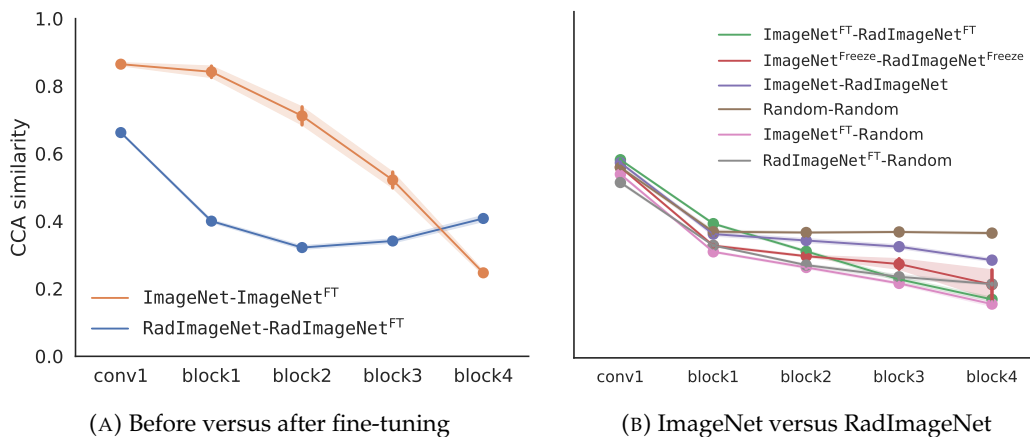 1.0
0.8
0.6
0.4
0.2
0.0
CCA similarity
ImageNet-ImageNet^FT
RadImageNet-RadImageNet^FT
conv1 block1 block2 block3 block4
(A) Before versus after fine-tuning
ImageNet^FT-RadImageNet^FT
ImageNet^Freeze-RadImageNet^Freeze
ImageNet-RadImageNet
Random-Random
ImageNet^FT-Random
RadImageNet^FT-Random
conv1 block1 block2 block3 block4
(B) ImageNet versus RadImageNet